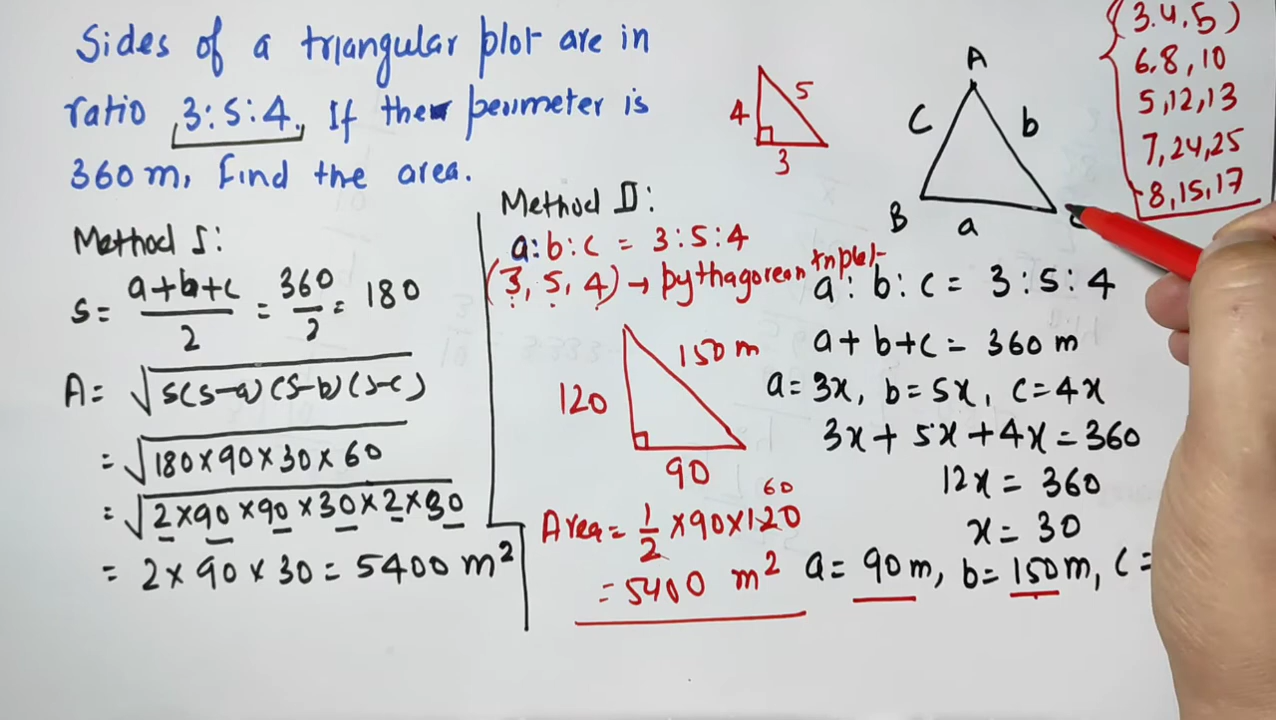 Sides of a triangular plot are in
ratio 3:5:4. If the perimeter is
360 m, Find the area.
Method I:
S = a+b+c / 2 = 360 / 2 = 180
A = √s(s-a)(s-b)(s-c)
= √180×90×30×60
= √2×90×90×30×2×30
= 2×90×30 = 5400 m²
Method II:
a:b:c = 3:5:4
(3, 5, 4) → pythagorean triplet
120
150 m
90
60
Area = 1/2 ×90×120
= 5400 m²
4
5
3
A
C
b
B
a
(3.4,5)
6,8,10
5,12,13
7,24,25
8,15,17
a:b:c = 3:5:4
a+b+c = 360 m
a=3x, b=5x, c=4x
3x+5x+4x=360
12x = 360
x = 30
a= 90m, b=150m, c=